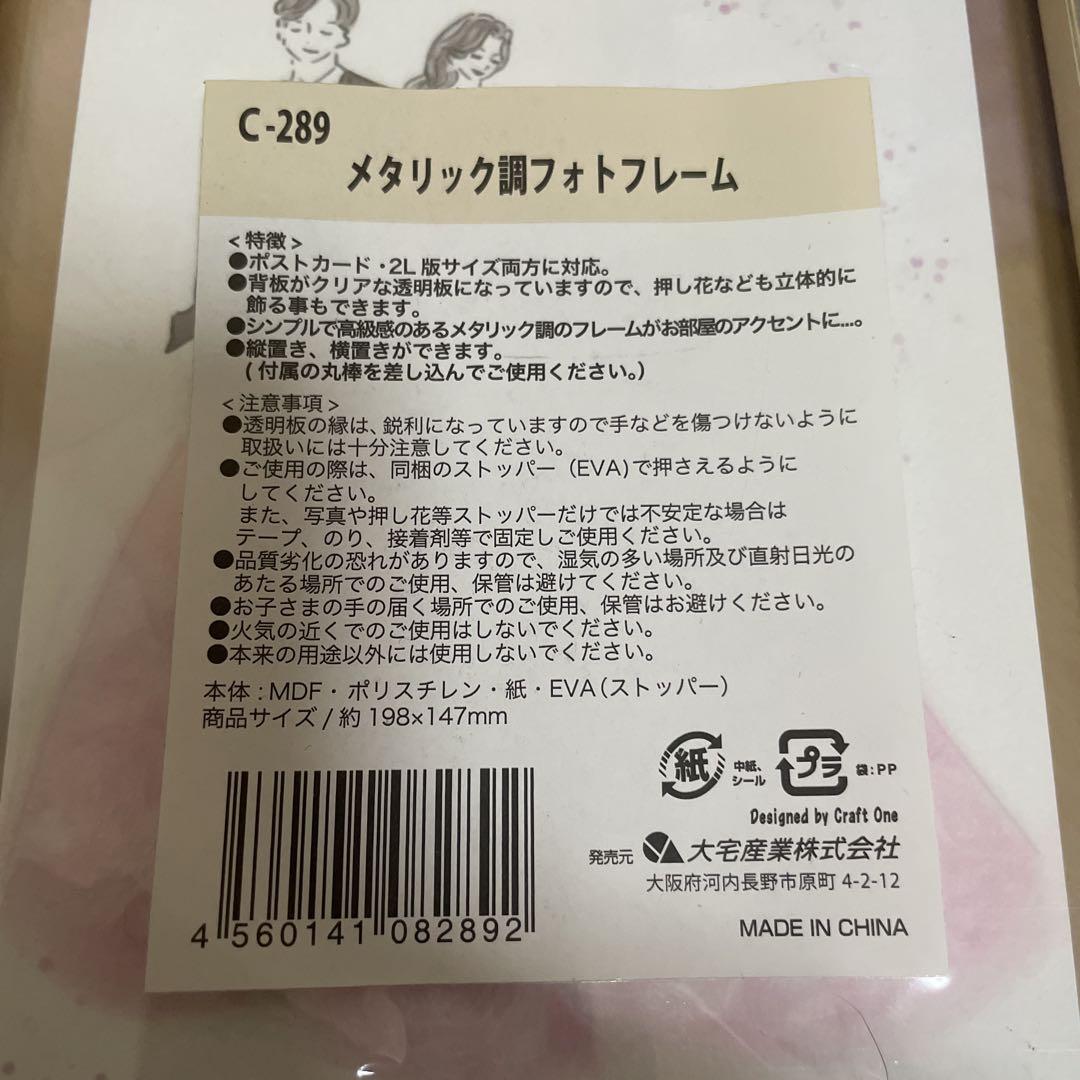 C-289
メタリック調フォトフレーム
<特徴>
●ポストカード・2L版サイズ両方に対応。
●背板がクリアな透明板になっていますので、押し花なども立体的に
飾る事もできます。
●シンプルで高級感のあるメタリック調のフレームがお部屋のアクセントに…。
●縦置き、横置きができます。
(付属の丸棒を差し込んでご使用ください。)
<注意事項>
●透明板の縁は、鋭利になっていますので手などを傷つけないように
取扱いには十分注意してください。
●ご使用の際は、同梱のストッパー(EVA)で押さえるように
してください。
また、写真や押し花等ストッパーだけでは不安定な場合は
テープ、のり、接着剤等で固定しご使用ください。
●品質劣化の恐れがありますので、湿気の多い場所及び直射日光の
あたる場所でのご使用、保管は避けてください。
●お子さまの手の届く場所でのご使用、保管はお避けください。
●火気の近くでのご使用はしないでください。
●本来の用途以外には使用しないでください。
本体:MDF・ポリスチレン・紙・EVA(ストッパー)
商品サイズ/約198×147mm
紙
中紙、
シール
プラ
袋:PP
Designed by Craft One
発売元 大宅産業株式会社
大阪府河内長野市原町4-2-12
4 560141 082892
MADE IN CHINA